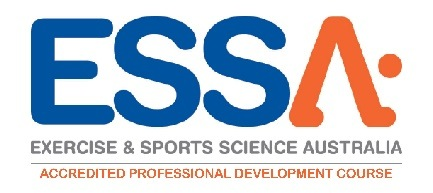 ESSA
EXERCISE & SPORTS SCIENCE AUSTRALIA
ACCREDITED PROFESSIONAL DEVELOPMENT COURSE